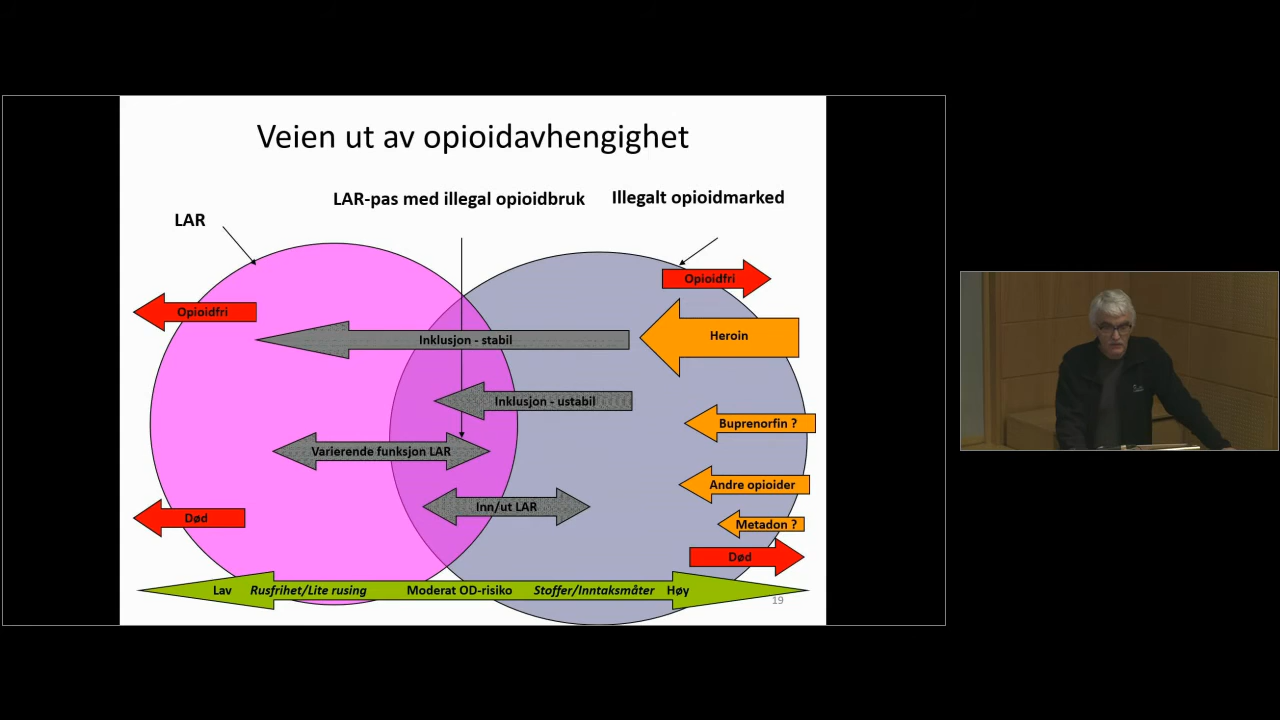 Veien ut av opioidavhengighet
LAR-pas med illegal opioidbruk
Illegalt opioidmarked
LAR
Opioidfri
Opioidfri
Inklusjon - stabil
Heroin
Inklusjon - ustabil
Buprenorfin ?
Varierende funksjon LAR
Andre opioider
Inn/ut LAR
Død
Metadon ?
Død
Lav Rusfrihet/Lite rusing Moderat OD-risiko Stoffer/Inntaksmåter Høy
19